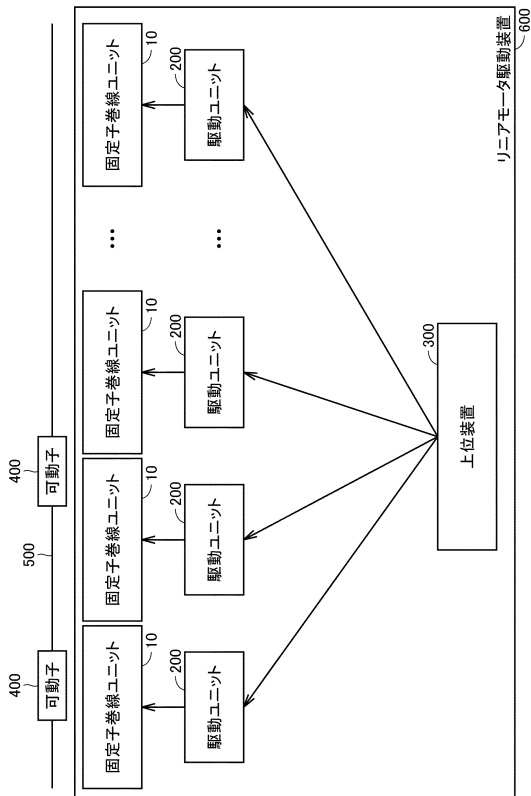 400
500
400
可動子
可動子
固定子巻線ユニット
固定子巻線ユニット
固定子巻線ユニット
…
固定子巻線ユニット
10
10
10
10
200
200
200
200
駆動ユニット
駆動ユニット
駆動ユニット
…
駆動ユニット
300
上位装置
リニアモータ駆動装置
600